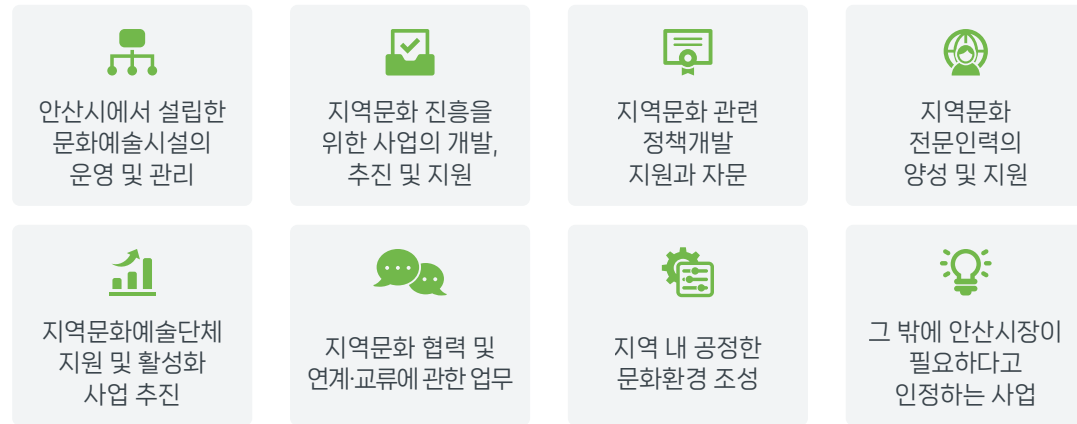 안산시에서 설립한
문화예술시설의
운영 및 관리
지역문화 진흥을
위한 사업의 개발,
추진 및 지원
지역문화 관련
정책개발
지원과 자문
지역문화
전문인력의
양성 및 지원
지역문화예술단체
지원 및 활성화
사업 추진
지역문화 협력 및
연계·교류에 관한 업무
지역 내 공정한
문화환경 조성
그 밖에 안산시장이
필요하다고
인정하는 사업